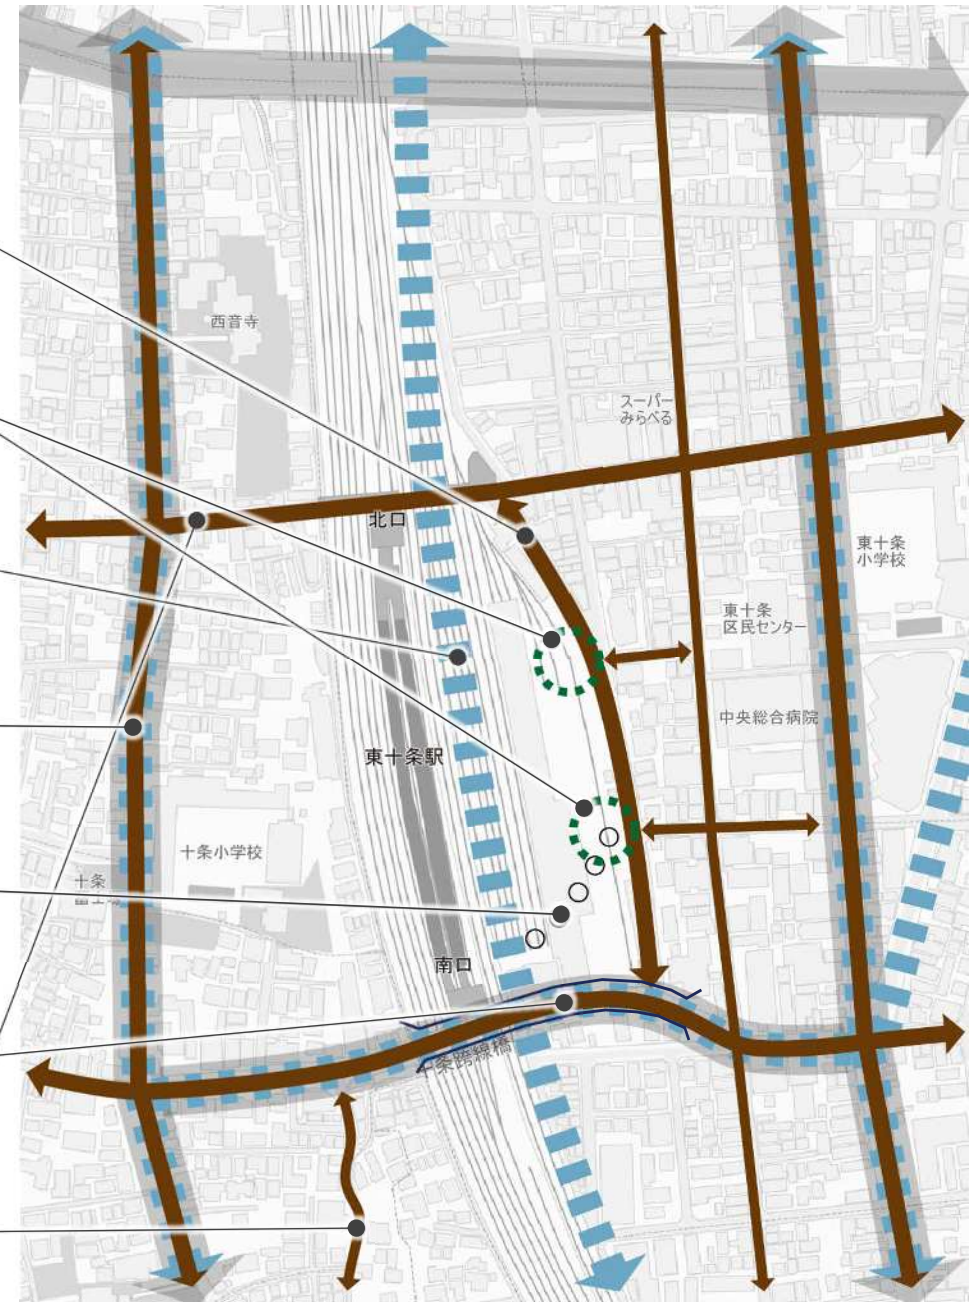 西音寺
スーパー
みらべる
北口
東十条
小学校
東十条
区民センター
中央総合病院
東十条駅
十条小学校
十条
南口
十条跨線橋